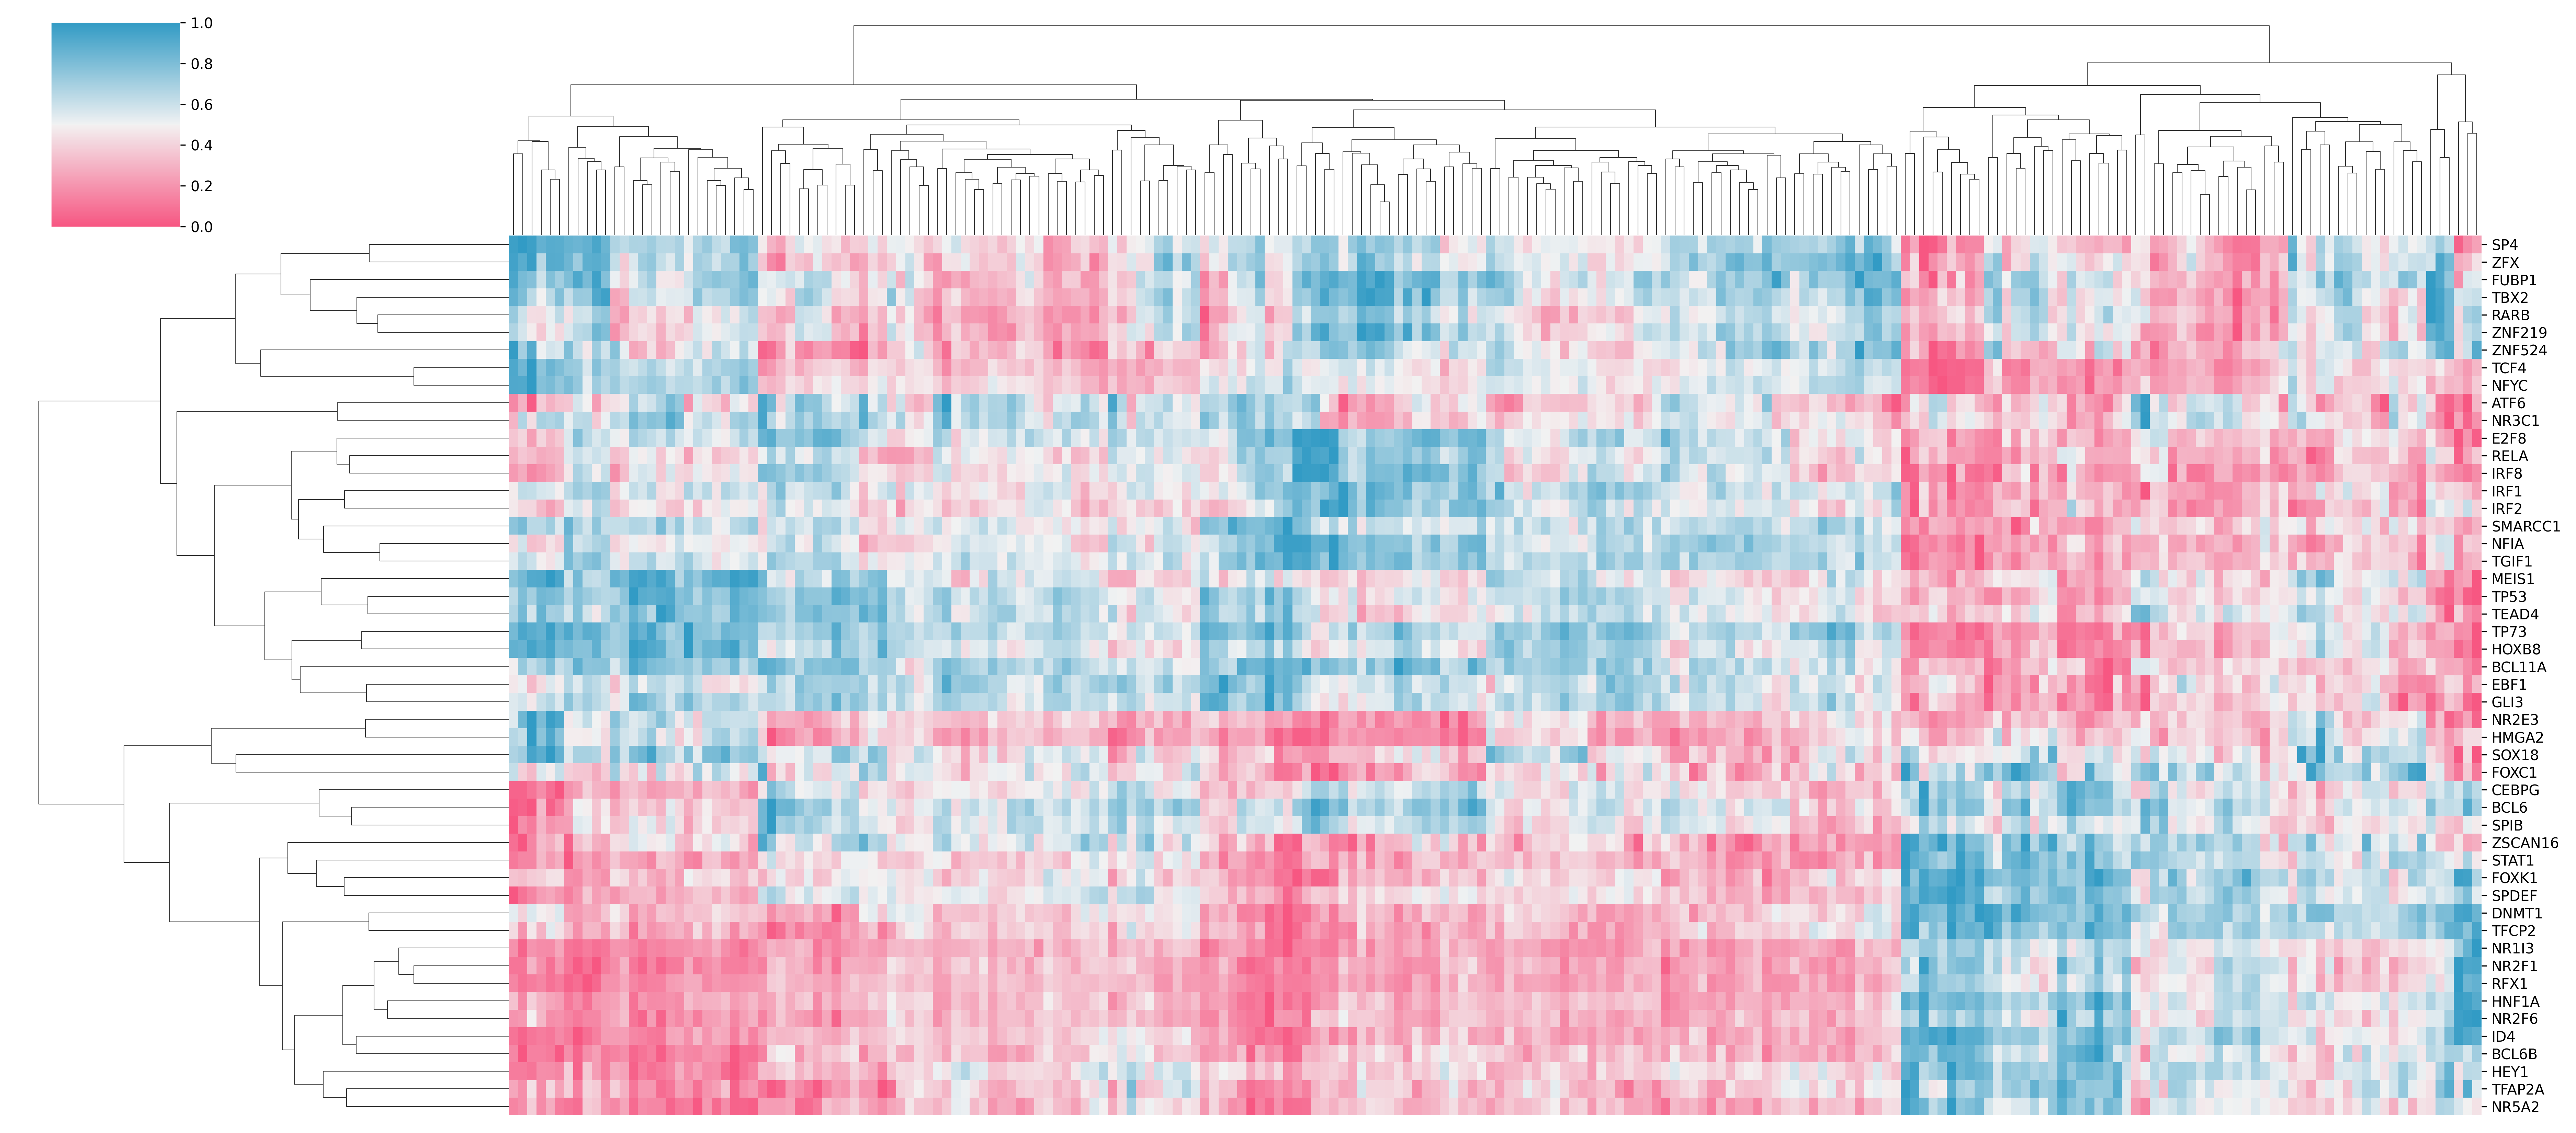 1.0
0.8
0.6
0.4
0.2
0.0
SP4
ZFX
FUBP1
TBX2
RARB
ZNF219
ZNF524
TCF4
NFYC
ATF6
NR3C1
E2F8
RELA
IRF8
IRF1
IRF2
SMARCC1
NFIA
TGIF1
MEIS1
TP53
TEAD4
TP73
HOXB8
BCL11A
EBF1
GLI3
NR2E3
HMGA2
SOX18
FOXC1
CEBPG
BCL6
SPIB
ZSCAN16
STAT1
FOXK1
SPDEF
DNMT1
TFCP2
NR1I3
NR2F1
RFX1
HNF1A
NR2F6
ID4
BCL6B
HEY1
TFAP2A
NR5A2